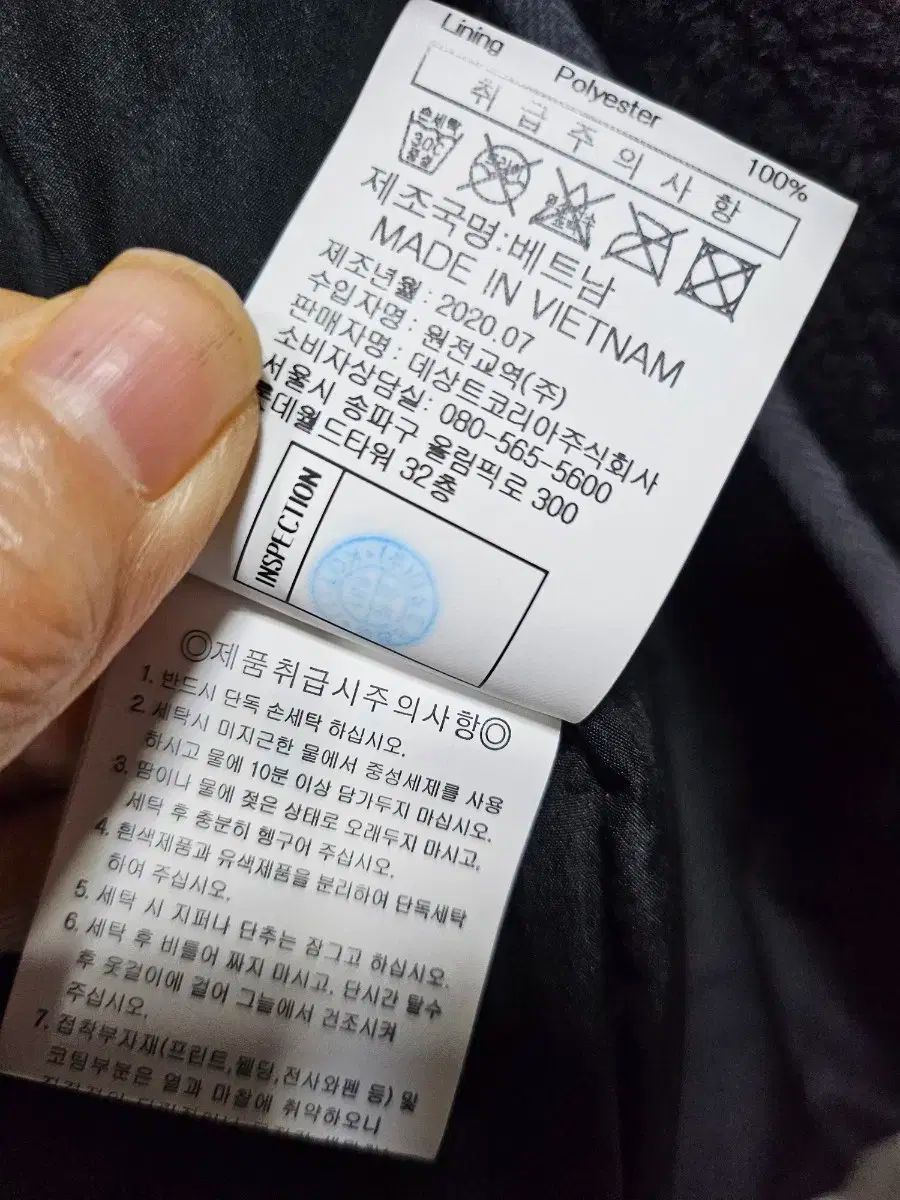 Lining Polyester 100%
취급주의사항
손세탁
30℃
중성
제조국명:베트남
MADE IN VIETNAM
제조년월 : 2020.07
수입자명 : 원전교역(주)
판매자명 : 데상트코리아주식회사
소비자상담실: 080-565-5600
서울시 송파구 올림픽로 300
롯데월드타워 32층
INSPECTION
◎제품취급시주의사항◎
1. 반드시 단독 손세탁 하십시오.
2. 세탁시 미지근한 물에서 중성세제를 사용
하시고 물에 10분 이상 담가두지 마십시오.
3. 땀이나 물에 젖은 상태로 오래두지 마시고,
세탁 후 충분히 헹구어 주십시오.
4. 흰색제품과 유색제품을 분리하여 단독세탁
하여 주십시오.
5. 세탁 시 지퍼나 단추는 잠그고 하십시오.
6. 세탁 후 비틀어 짜지 마시고, 단시간 탈수
후 옷걸이에 걸어 그늘에서 건조시켜
주십시오.
7. 접착부자재(프린트,웰딩,전사와펜 등) 및
코팅부분은 열과 마찰에 취약하오니